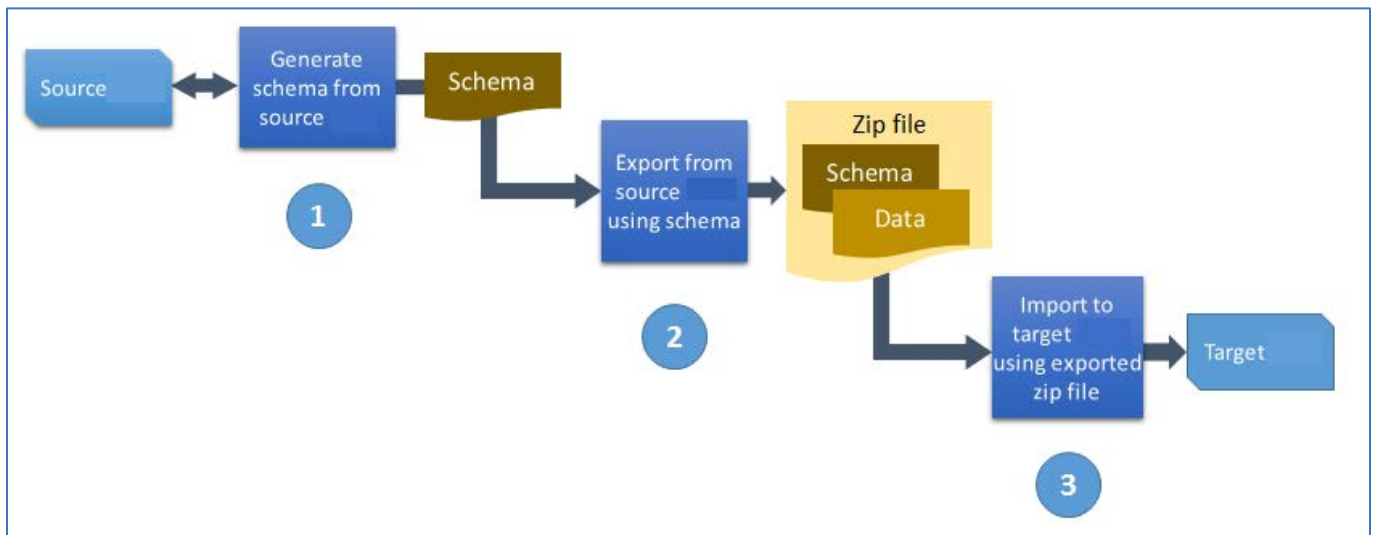 Source
Generate
schema from
source
Schema
1
Export from
source
using schema
2
Zip file
Schema
Data
Import to
target
using exported
zip file
3
Target